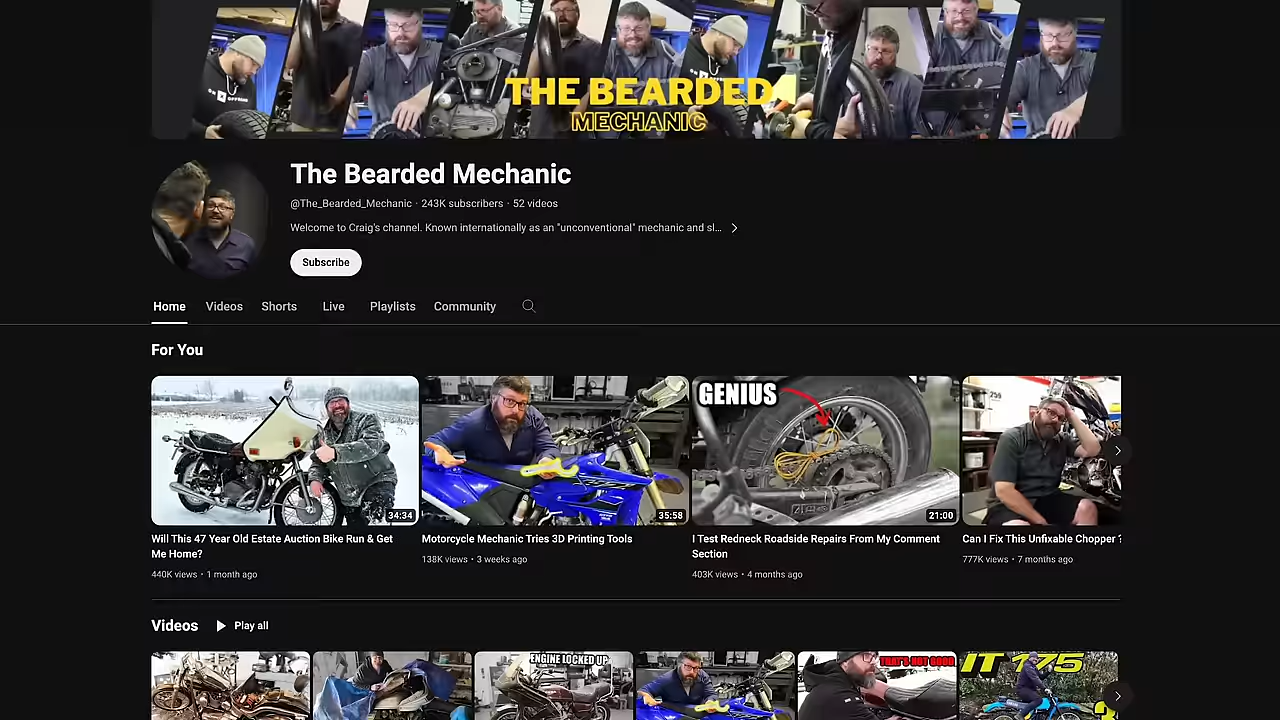 THE BEARDED
MECHANIC
The Bearded Mechanic
@The_Bearded_Mechanic · 243K subscribers · 52 videos
Welcome to Craig's channel. Known internationally as an "unconventional" mechanic and sl...
Subscribe
Home Videos Shorts Live Playlists Community
For You
GENIUS
34:34
35:58
21:00
Will This 47 Year Old Estate Auction Bike Run & Get
Me Home?
440K views · 1 month ago
Motorcycle Mechanic Tries 3D Printing Tools
138K views · 3 weeks ago
I Test Redneck Roadside Repairs From My Comment
Section
403K views · 4 months ago
Can I Fix This Unfixable Chopper ?
777K views · 7 months ago
Videos Play all
ENGINE LOCKED UP
THAT'S NOT GOOD
IT 175